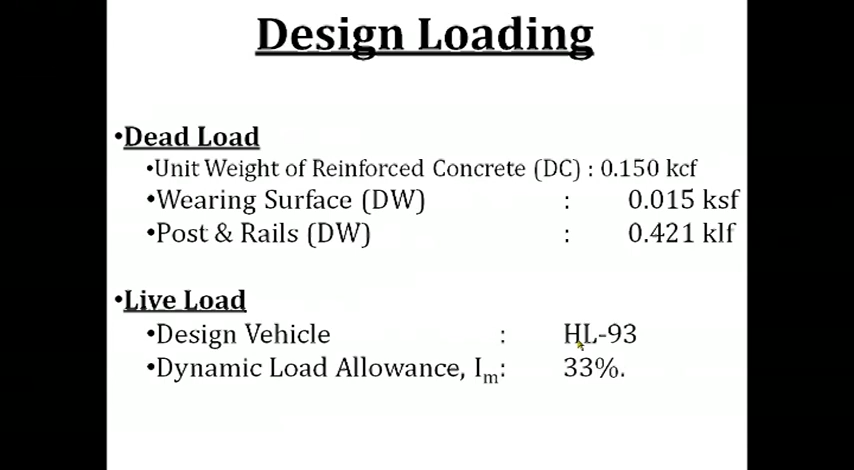 Design Loading
•Dead Load
•Unit Weight of Reinforced Concrete (DC) : 0.150 kcf
•Wearing Surface (DW) : 0.015 ksf
•Post & Rails (DW) : 0.421 klf
•Live Load
•Design Vehicle : HL-93
•Dynamic Load Allowance, Im: 33%.